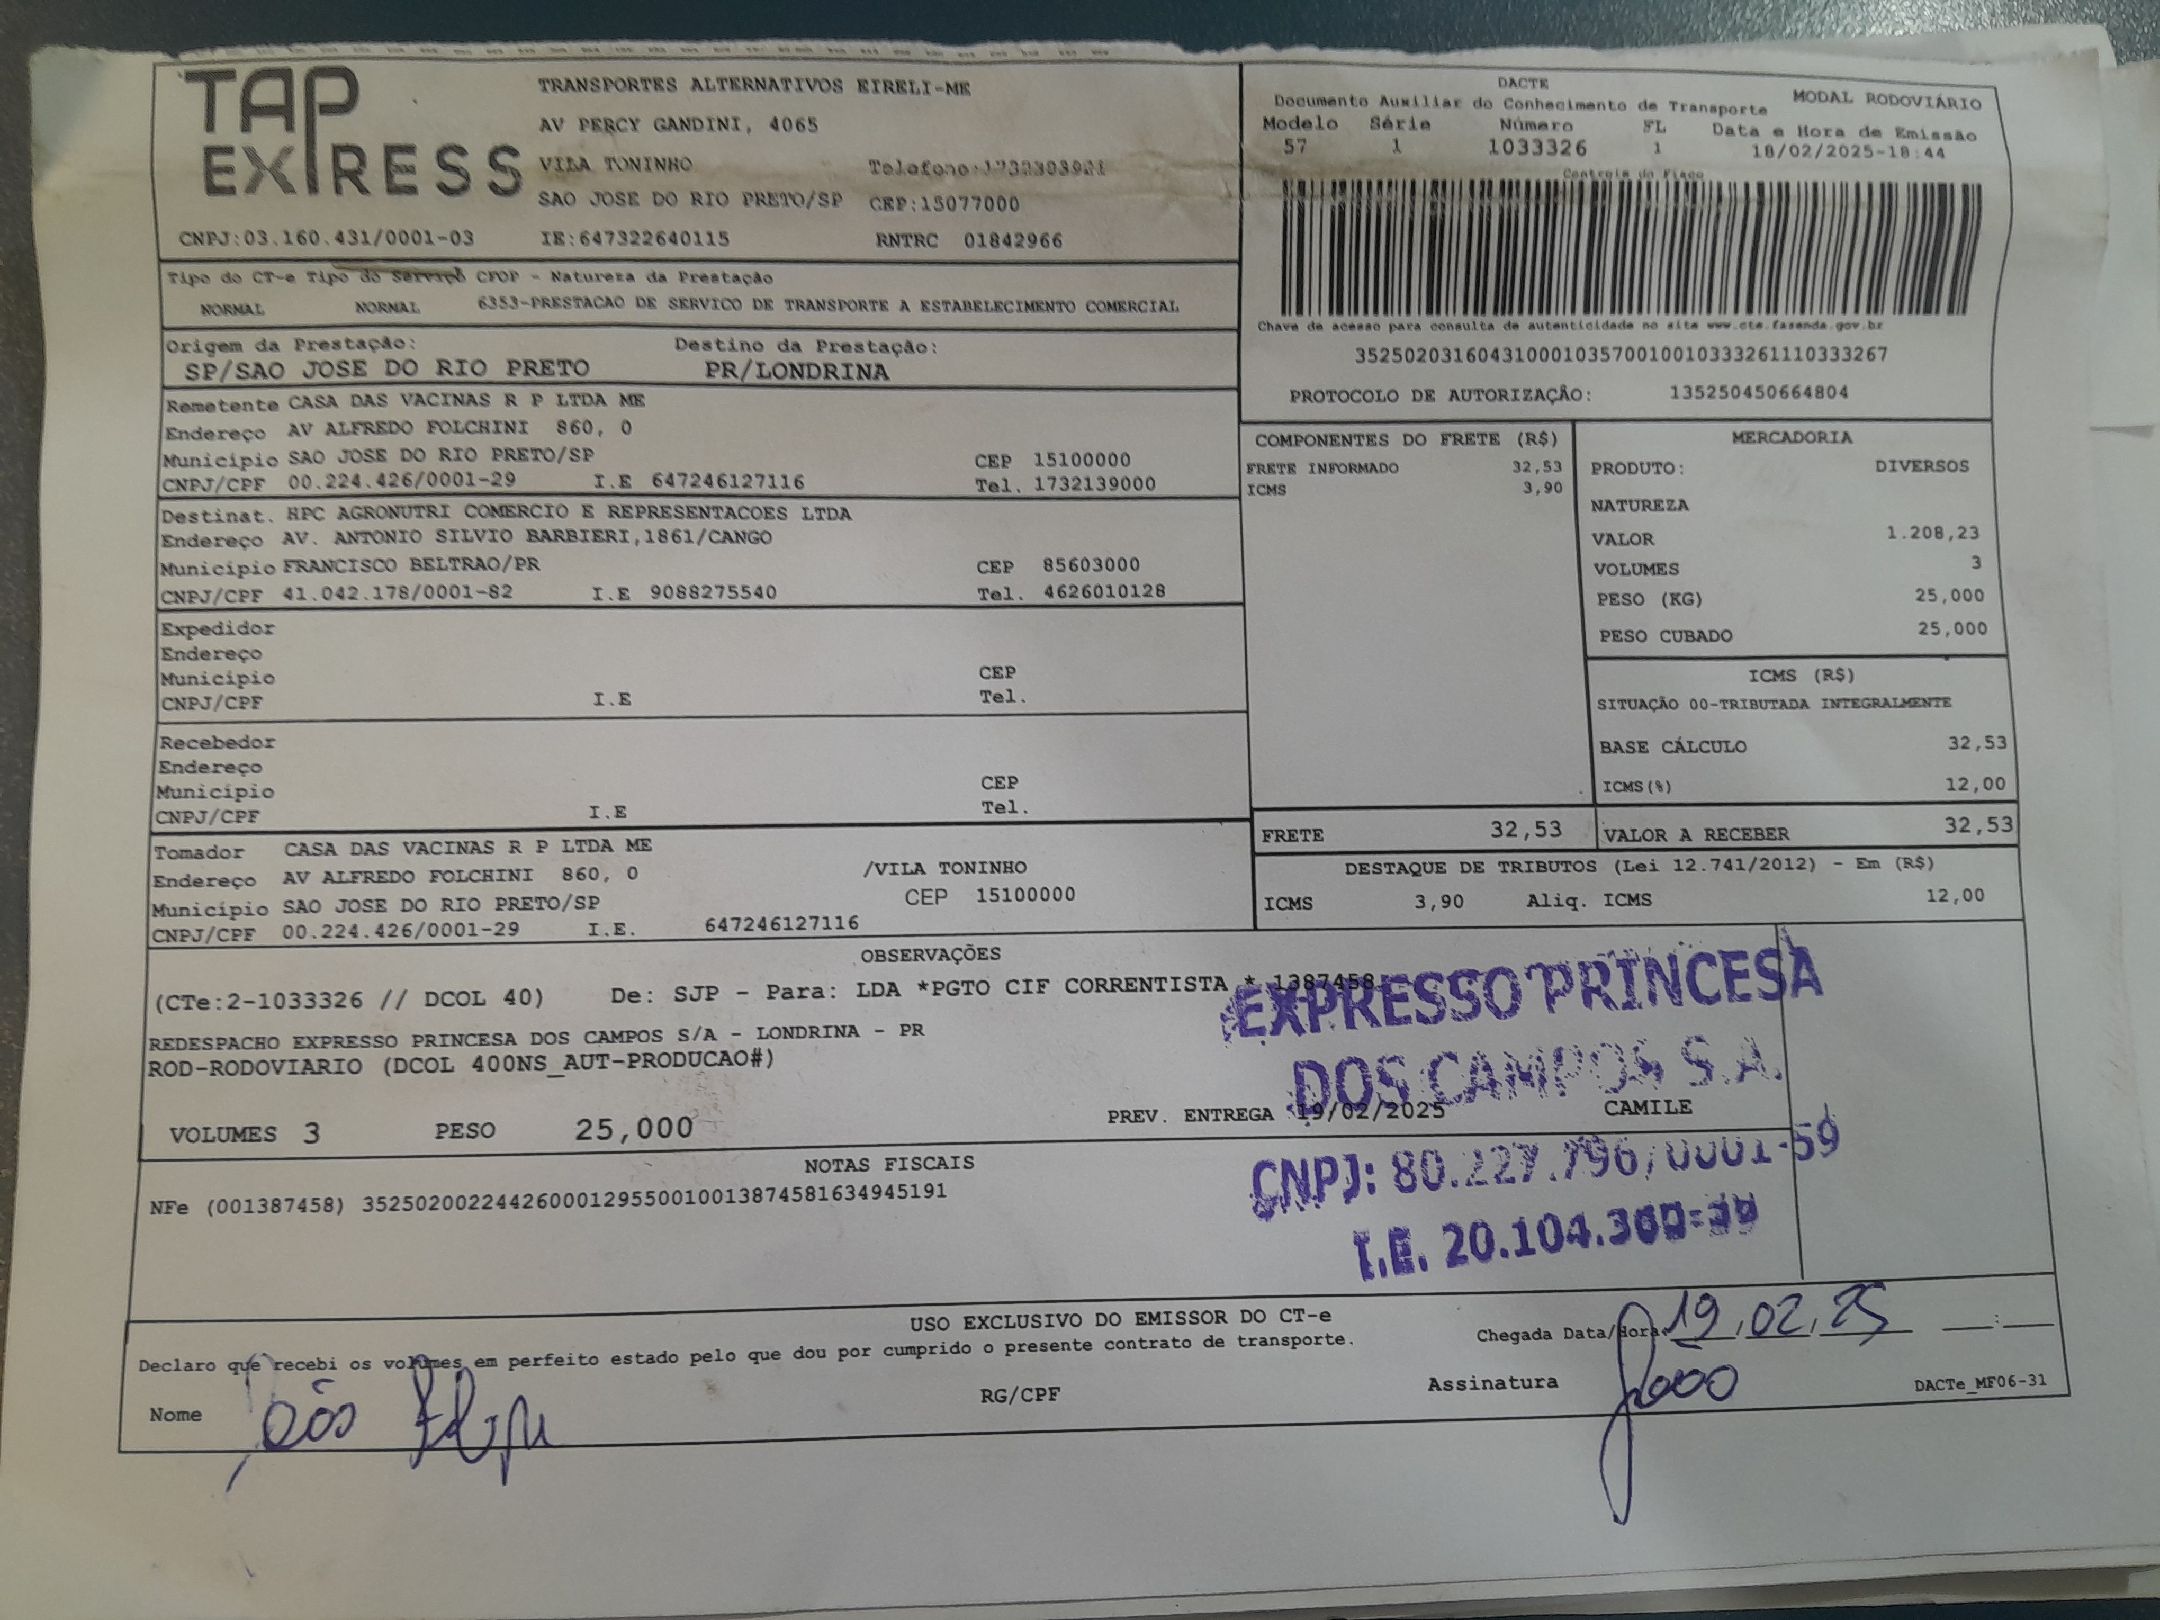 TAP EXPRESS
TRANSPORTES ALTERNATIVOS EIRELI-ME
AV PERCY GANDINI, 4065
VILA TONINHO
SAO JOSE DO RIO PRETO/SP CEP:15077000
CNPJ:03.160.431/0001-03 IE:647322640115 RNTRC 01842966
DACTE
Documento Auxiliar do Conhecimento de Transporte MODAL RODOVIÁRIO
Modelo Série Número FL Data e Hora de Emissão
57 1 1033326 1 18/02/2025-18:44
Controle do Fisco
Chave de acesso para consulta de autenticidade no site www.cte.fazenda.gov.br
35250203160431000103570010010333261110333267
PROTOCOLO DE AUTORIZAÇÃO: 135250450664804
Tipo do CT-e Tipo do Serviço CFOP - Natureza da Prestação
NORMAL NORMAL 6353-PRESTACAO DE SERVICO DE TRANSPORTE A ESTABELECIMENTO COMERCIAL
Origem da Prestação: Destino da Prestação:
SP/SAO JOSE DO RIO PRETO PR/LONDRINA
Remetente CASA DAS VACINAS R P LTDA ME
Endereço AV ALFREDO FOLCHINI 860, 0
Município SAO JOSE DO RIO PRETO/SP CEP 15100000
CNPJ/CPF 00.224.426/0001-29 I.E 647246127116 Tel. 1732139000
Destinat. HPC AGRONUTRI COMERCIO E REPRESENTACOES LTDA
Endereço AV. ANTONIO SILVIO BARBIERI,1861/CANGO
Município FRANCISCO BELTRAO/PR CEP 85603000
CNPJ/CPF 41.042.178/0001-82 I.E 9088275540 Tel. 4626010128
Expedidor
Endereço
Município CEP
CNPJ/CPF I.E Tel.
Recebedor
Endereço
Município CEP
CNPJ/CPF I.E Tel.
Tomador CASA DAS VACINAS R P LTDA ME
Endereço AV ALFREDO FOLCHINI 860, 0 /VILA TONINHO
Município SAO JOSE DO RIO PRETO/SP CEP 15100000
CNPJ/CPF 00.224.426/0001-29 I.E. 647246127116
COMPONENTES DO FRETE (R$)
FRETE INFORMADO 32,53
ICMS 3,90
MERCADORIA
PRODUTO: DIVERSOS
NATUREZA
VALOR 1.208,23
VOLUMES 3
PESO (KG) 25,000
PESO CUBADO 25,000
ICMS (R$)
SITUAÇÃO 00-TRIBUTADA INTEGRALMENTE
BASE CÁLCULO 32,53
ICMS(%) 12,00
FRETE 32,53 VALOR A RECEBER 32,53
DESTAQUE DE TRIBUTOS (Lei 12.741/2012) - Em (R$)
ICMS 3,90 Aliq. ICMS 12,00
OBSERVAÇÕES
(CTe:2-1033326 // DCOL 40) De: SJP - Para: LDA *PGTO CIF CORRENTISTA * 1387458
REDESPACHO EXPRESSO PRINCESA DOS CAMPOS S/A - LONDRINA - PR
ROD-RODOVIARIO (DCOL 400NS_AUT-PRODUCAO#)
PREV. ENTREGA 19/02/2025 CAMILE
VOLUMES 3 PESO 25,000
EXPRESSO PRINCESA
DOS CAMPOS S.A.
CNPJ: 80.227.796/0001-59
I.E. 20.104.
NOTAS FISCAIS
NFe (001387458) 35250200224426000129550010013874581634945191
USO EXCLUSIVO DO EMISSOR DO CT-e
Declaro que recebi os volumes em perfeito estado pelo que dou por cumprido o presente contrato de transporte.
Chegada Data/Hora: 19,02,25
Nome RG/CPF Assinatura João DACTe_MF06-31